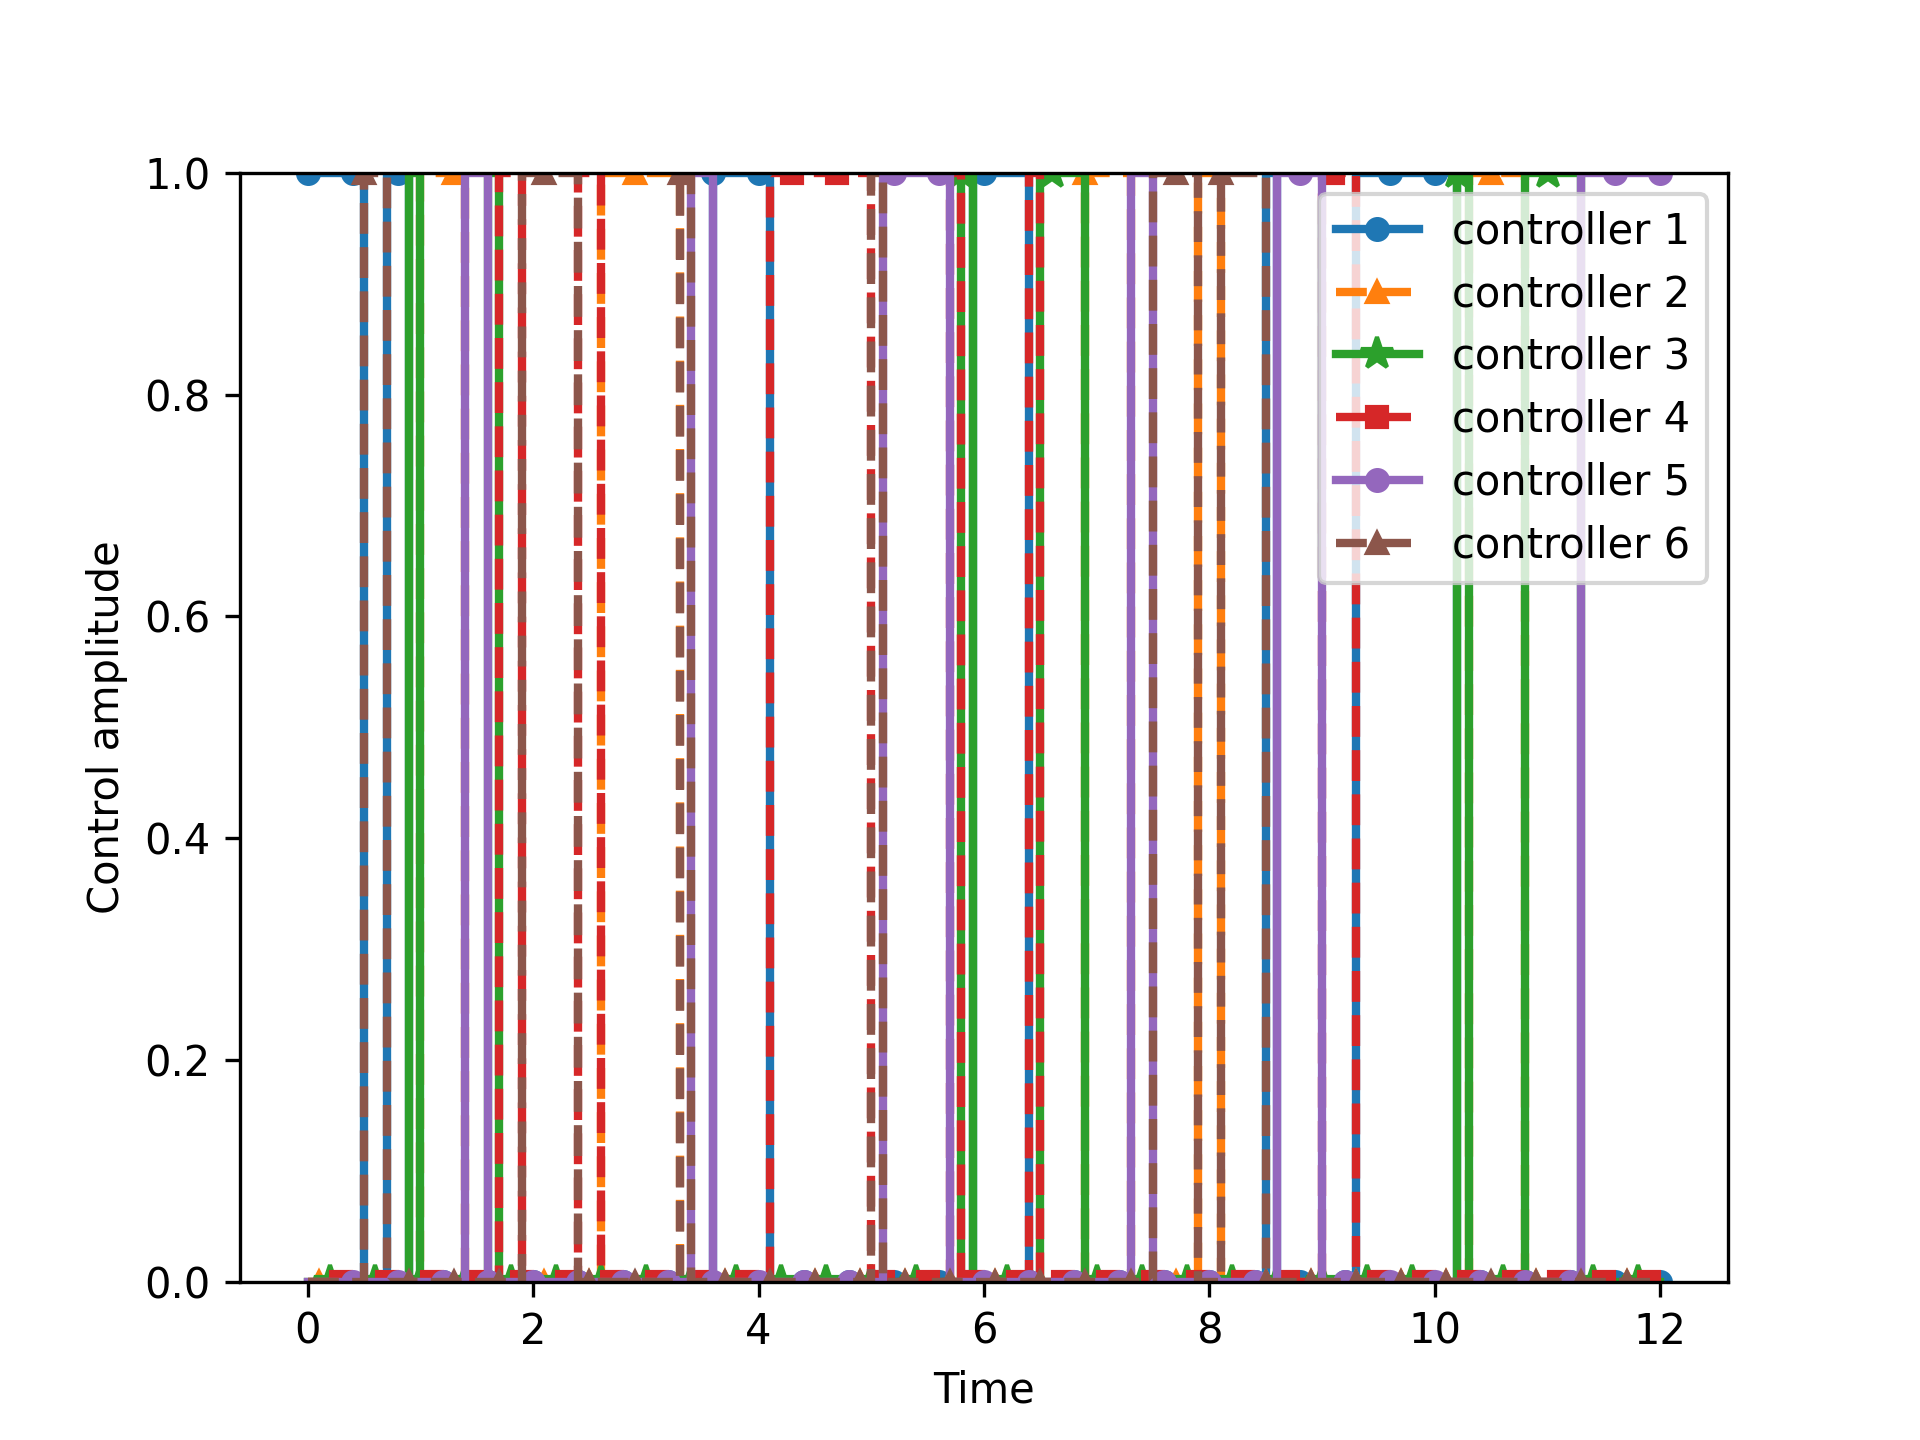 1.0
0.8
0.6
0.4
0.2
0.0
Control amplitude
0 2 4 6 8 10 12
Time
controller 1
controller 2
controller 3
controller 4
controller 5
controller 6